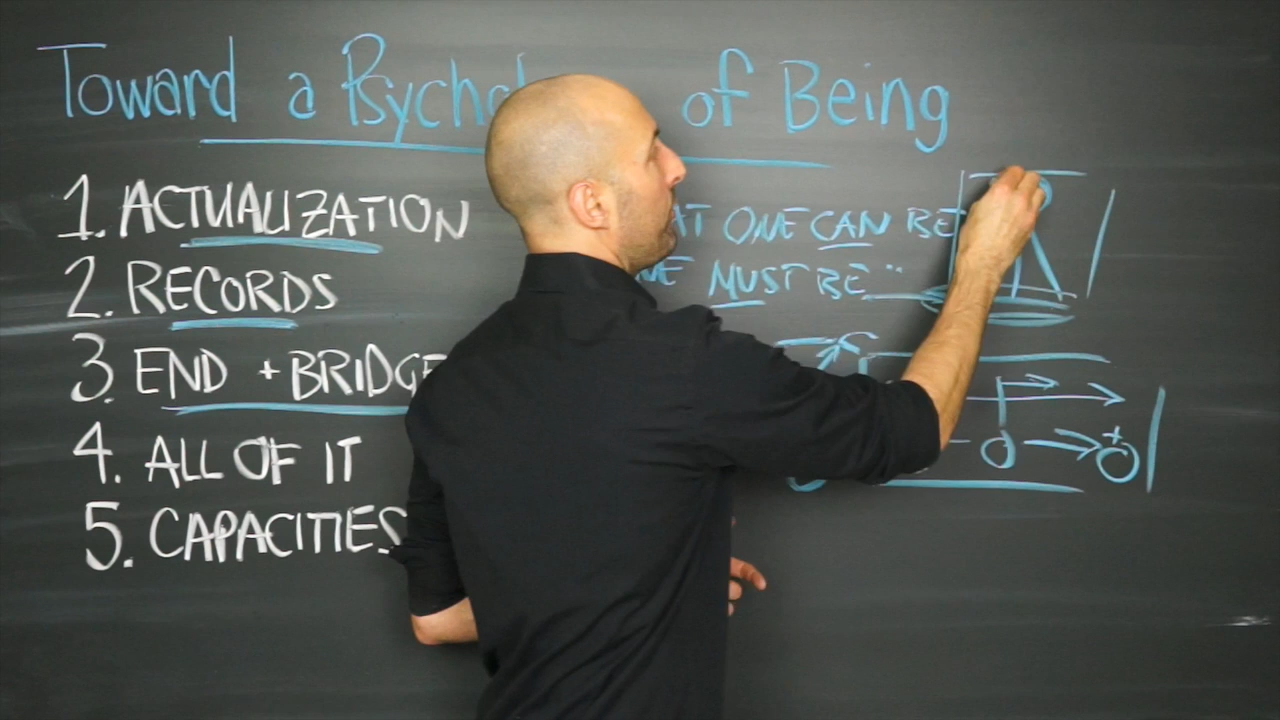 Toward a Psycho of Being
1. ACTUALIZATION
2. RECORDS
3. END + BRIDGE
4. ALL OF IT
5. CAPACITIES
AT ONE CAN BE
MUST BE"